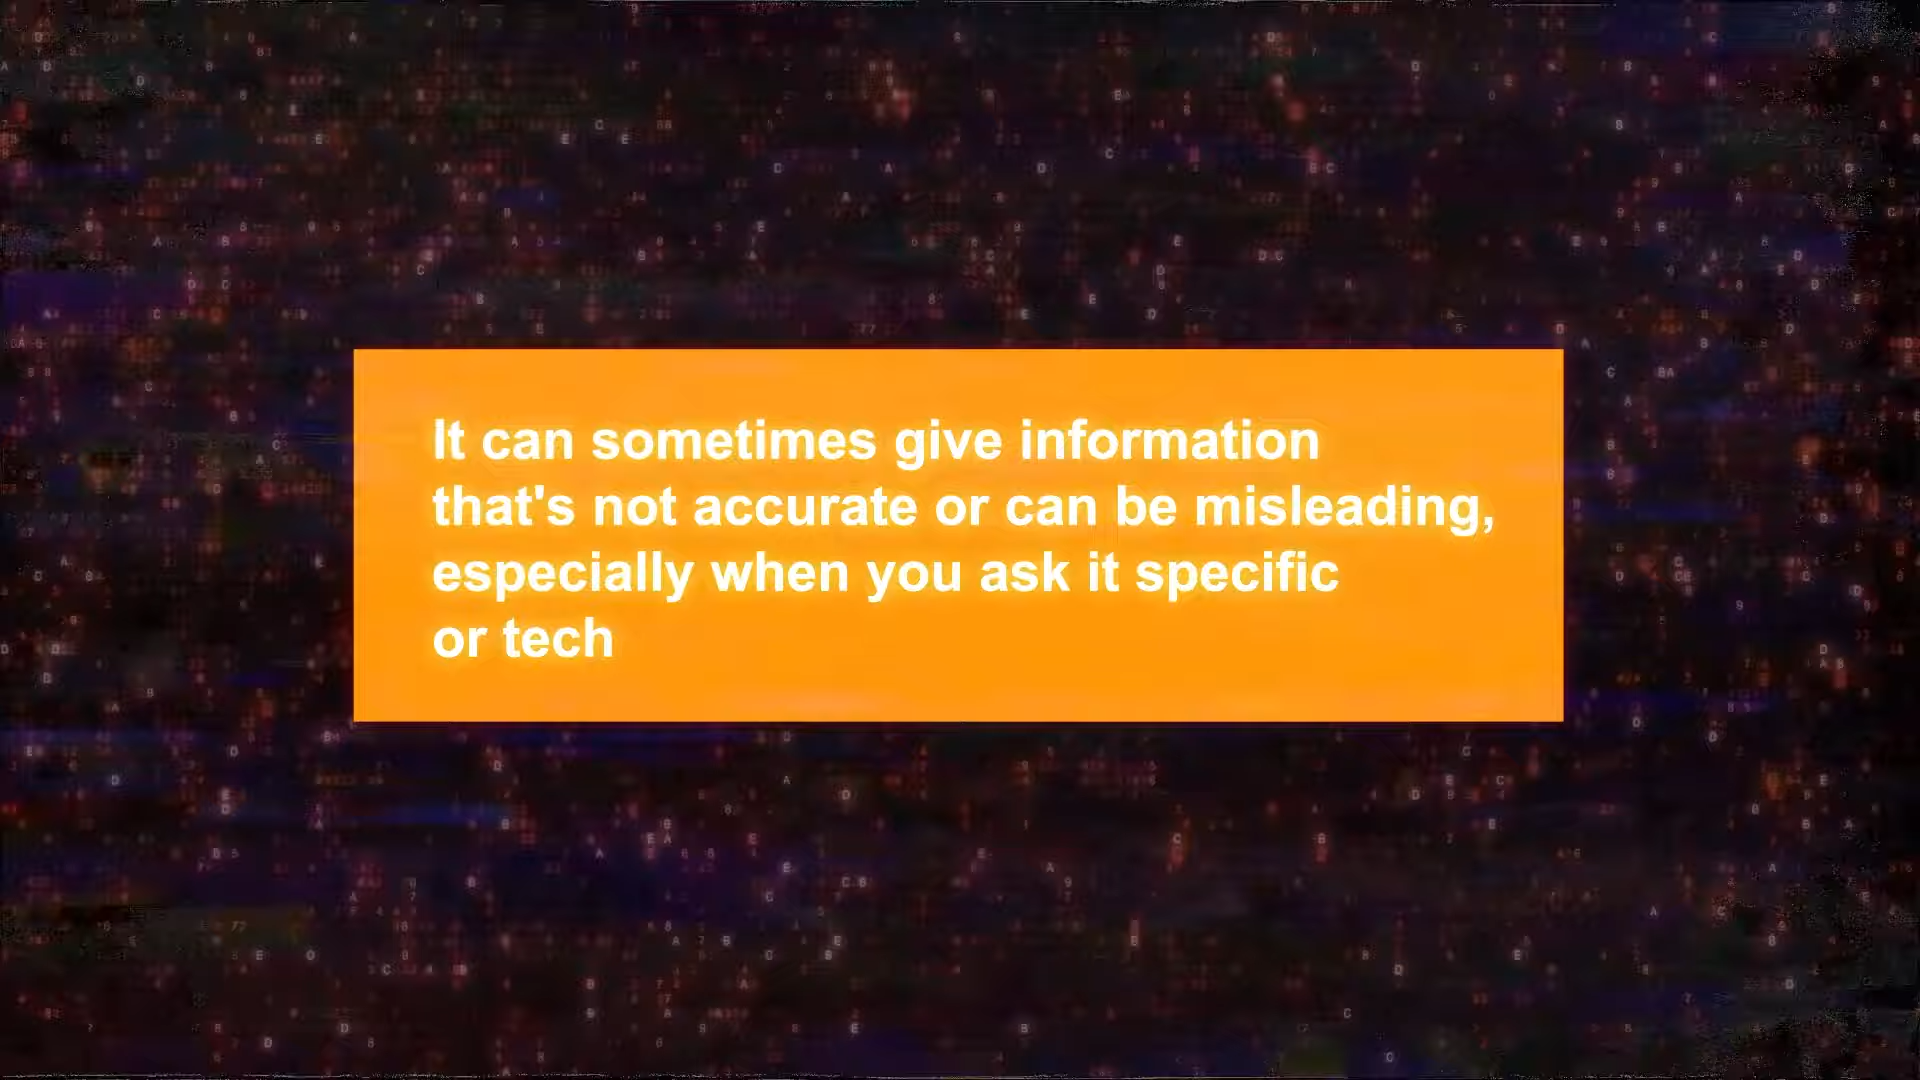 It can sometimes give information
that's not accurate or can be misleading,
especially when you ask it specific
or tech